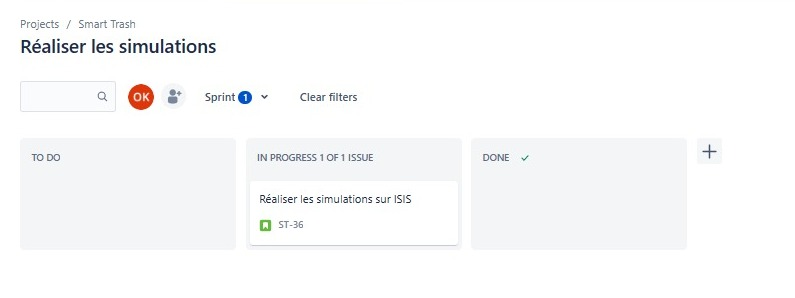 Projects / Smart Trash
Réaliser les simulations
OK
Sprint 1
Clear filters
TO DO
IN PROGRESS 1 OF 1 ISSUE
DONE
Réaliser les simulations sur ISIS
ST-36